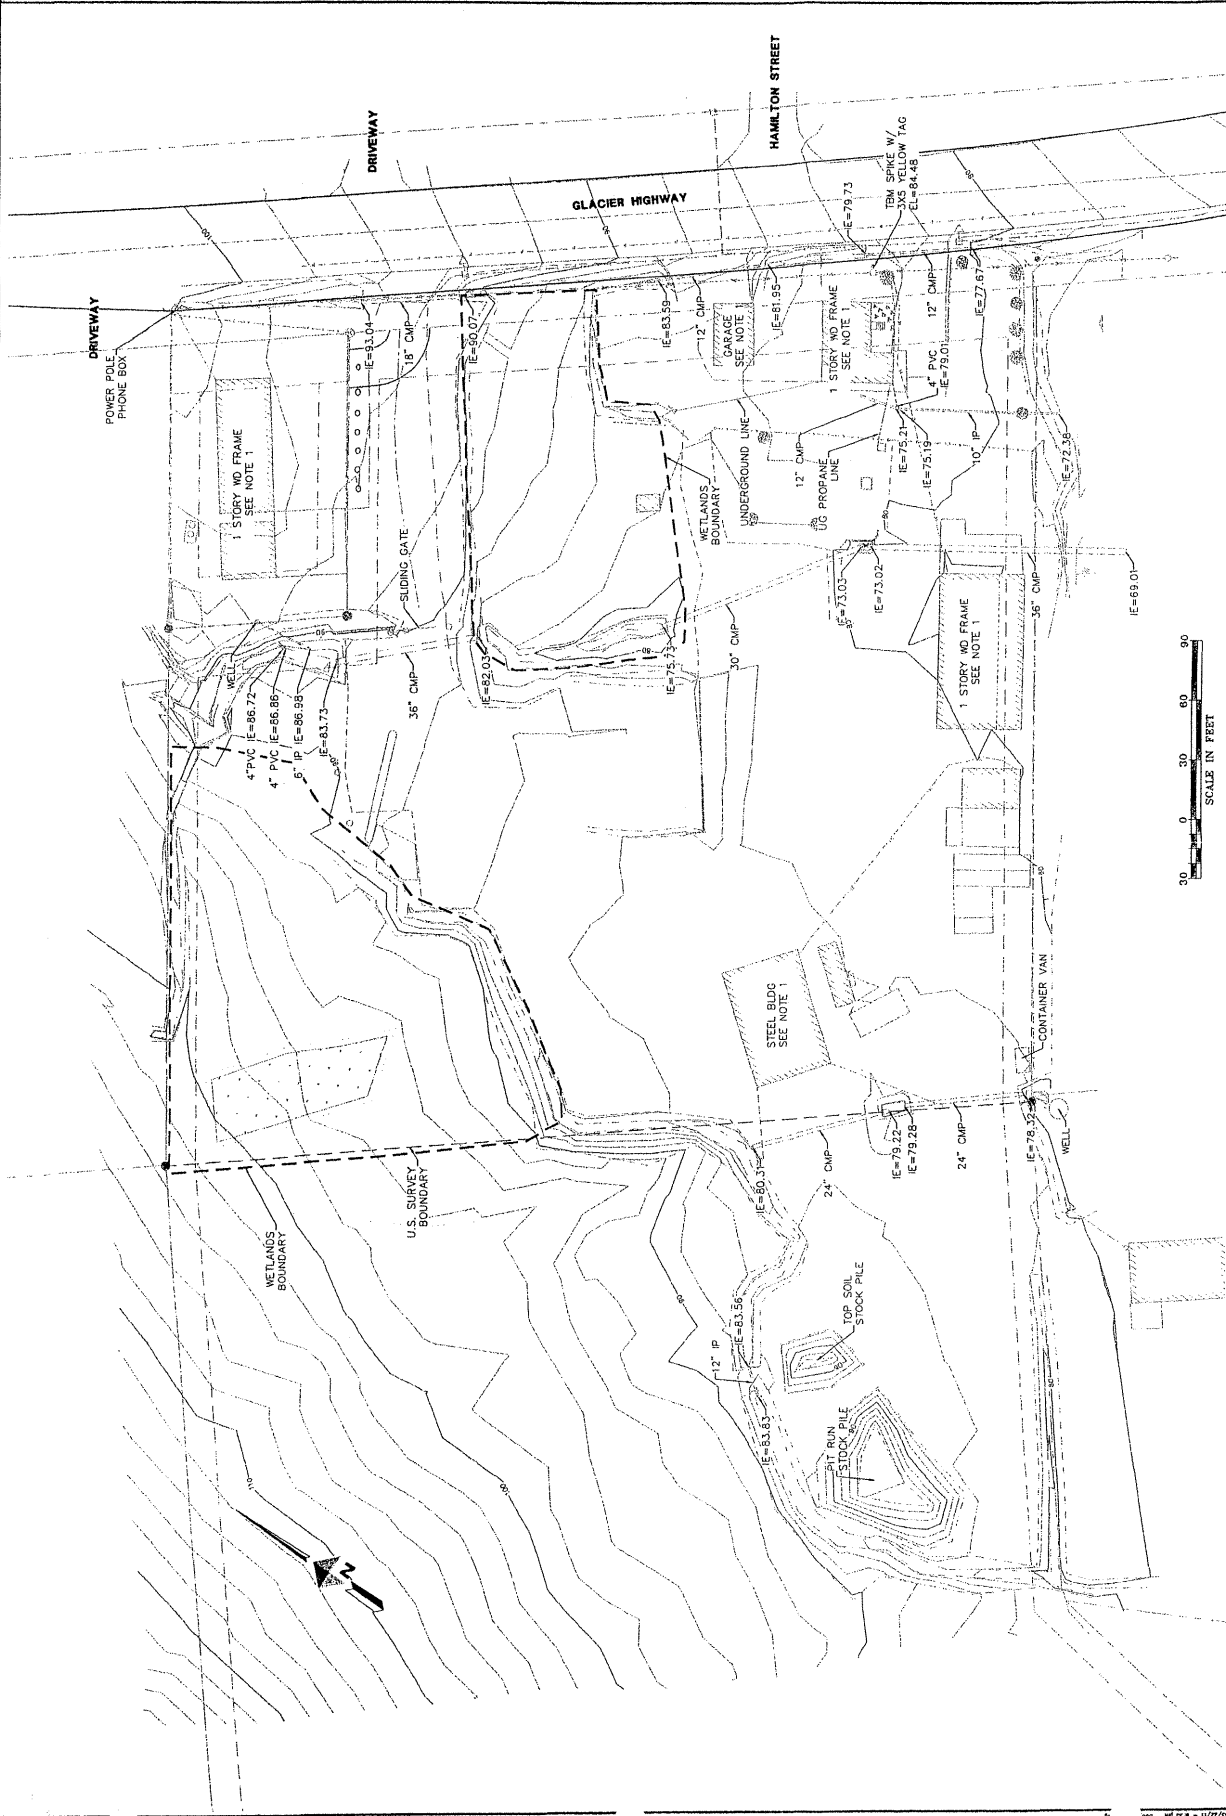 HAMILTON STREET
DRIVEWAY
GLACIER HIGHWAY
DRIVEWAY
POWER POLE
PHONE BOX
TBM SPIKE W/
3X5 YELLOW TAG
EL=84.48
IE=79.73
IE=93.04
18" CMP
IE=90.07
IE=83.59
12" CMP
GARAGE
SEE NOTE 1
IE=81.95
1 STORY WD FRAME
SEE NOTE 1
12" CMP
IE=77.67
4" PVC
IE=79.01
1 STORY WD FRAME
SEE NOTE 1
SLIDING GATE
WETLANDS
BOUNDARY
UNDERGROUND LINE
12" CMP
UG PROPANE
LINE
IE=75.21
IE=75.19
10" IP
IE=72.38
WELL
4"PVC IE=86.72
4" PVC IE=86.86
6" IP IE=86.98
IE=83.73
90
36" CMP
IE=82.03
IE=75.73
80
30" CMP
IE=73.03
IE=73.02
80
1 STORY WD FRAME
SEE NOTE 1
36" CMP
IE=69.01
STEEL BLDG
SEE NOTE 1
CONTAINER VAN
80
U.S. SURVEY
BOUNDARY
WETLANDS
BOUNDARY
IE=80.31
24" CMP
IE=79.22
IE=79.28
24" CMP
IE=78.32
WELL
12" IP
IE=83.56
IE=83.83
TOP SOIL
STOCK PILE
PIT RUN
STOCK PILE
90
80
110
100
N
30 0 30 60 90
SCALE IN FEET